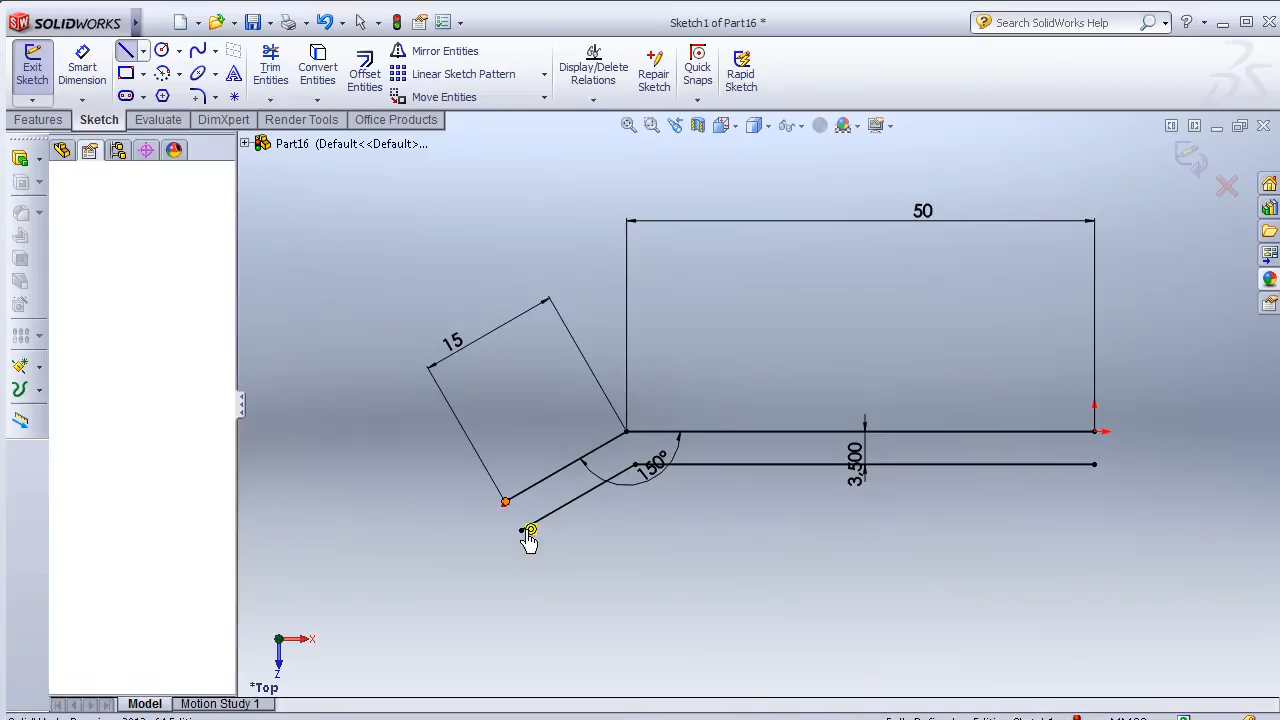 SOLIDWORKS
Sketch1 of Part16 *
Search SolidWorks Help
Exit Sketch
Smart Dimension
Trim Entities
Convert Entities
Offset Entities
Mirror Entities
Linear Sketch Pattern
Move Entities
Display/Delete Relations
Repair Sketch
Quick Snaps
Rapid Sketch
Features
Sketch
Evaluate
DimXpert
Render Tools
Office Products
Part16 (Default<<Default>...
50
15
150°
3,500
X
Z
*Top
Model
Motion Study 1